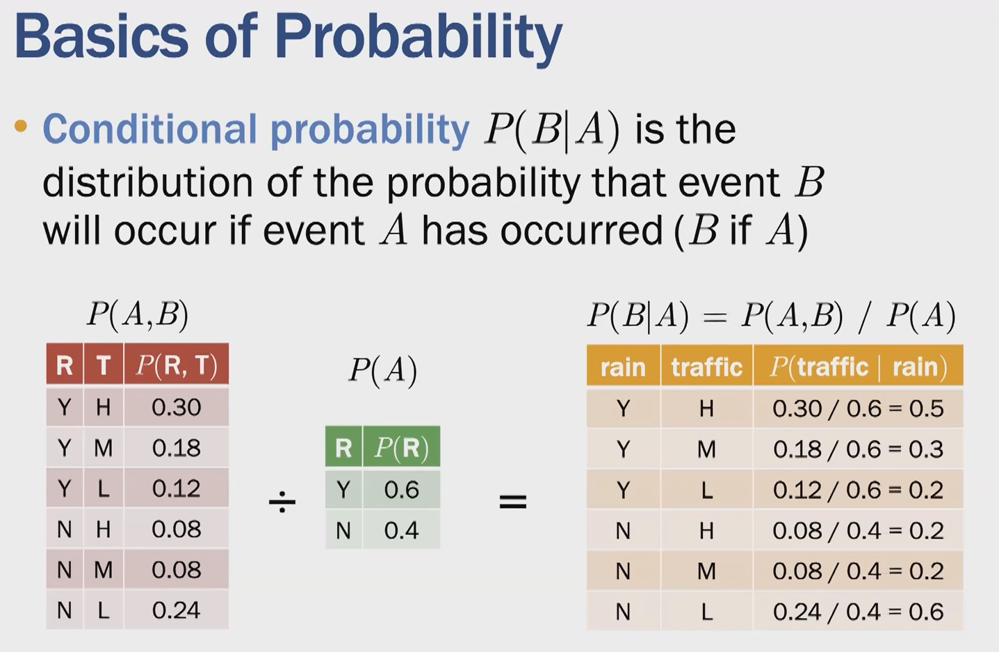 Basics of Probability
• Conditional probability P(B|A) is the
distribution of the probability that event B
will occur if event A has occurred (B if A)
P(A,B)
R T P(R, T)
Y H 0.30
Y M 0.18
Y L 0.12
N H 0.08
N M 0.08
N L 0.24
÷
P(A)
R P(R)
Y 0.6
N 0.4
=
P(B|A) = P(A,B) / P(A)
rain traffic P(traffic | rain)
Y H 0.30 / 0.6 = 0.5
Y M 0.18 / 0.6 = 0.3
Y L 0.12 / 0.6 = 0.2
N H 0.08 / 0.4 = 0.2
N M 0.08 / 0.4 = 0.2
N L 0.24 / 0.4 = 0.6